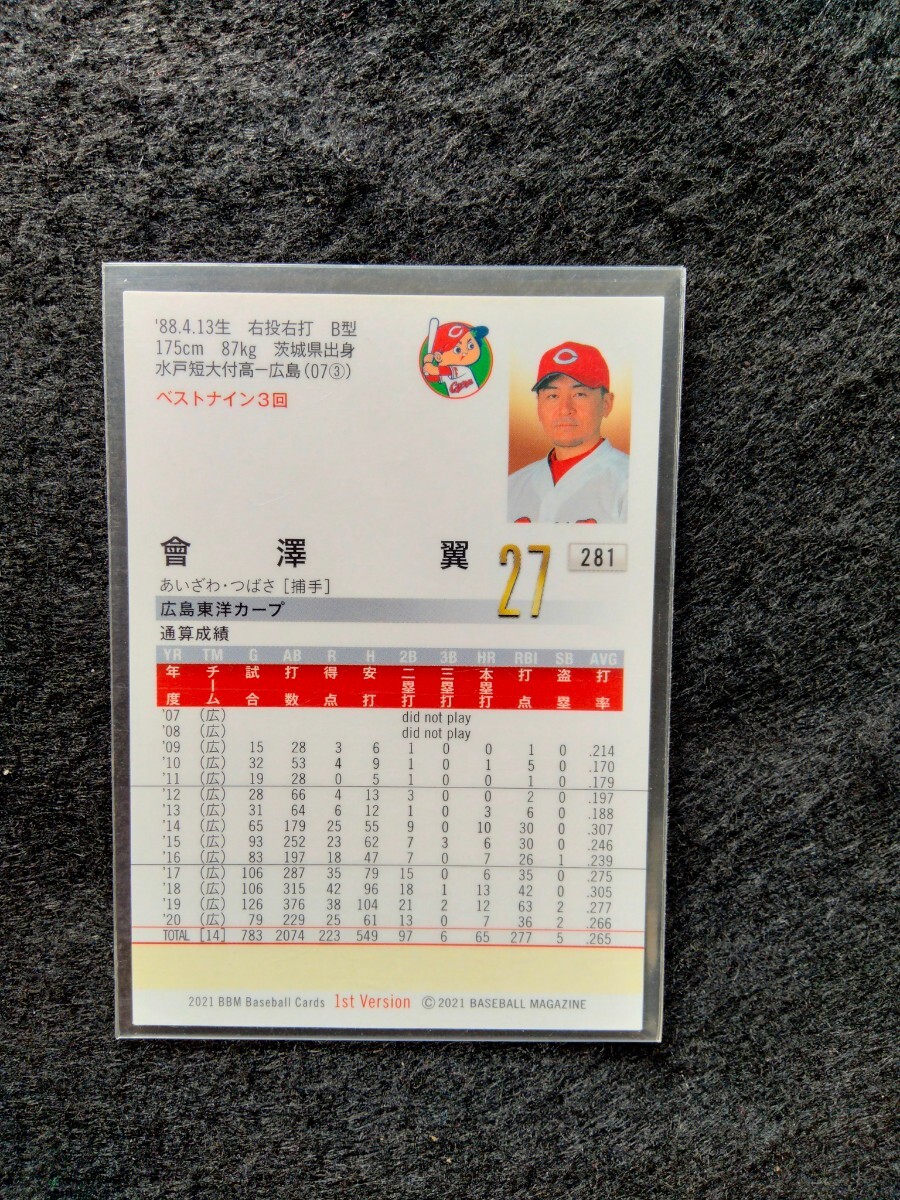 '88.4.13生 右投右打 B型
175cm 87kg 茨城県出身
水戸短大付高ー広島(07③)
ベストナイン3回
C
Carp
C
會澤翼 27 281
あいざわ・つばさ [捕手]
広島東洋カープ
通算成績
YR TM G AB R H 2B 3B HR RBI SB AVG
年度 チーム 試合 打数 得点 安打 二塁打 三塁打 本塁打 打点 盗塁 打率
'07 (広) did not play
'08 (広) did not play
'09 (広) 15 28 3 6 1 0 0 1 0 .214
'10 (広) 32 53 4 9 1 0 1 5 0 .170
'11 (広) 19 28 0 5 1 0 0 1 0 .179
'12 (広) 28 66 4 13 3 0 0 2 0 .197
'13 (広) 31 64 6 12 1 0 3 6 0 .188
'14 (広) 65 179 25 55 9 0 10 30 0 .307
'15 (広) 93 252 23 62 7 3 6 30 0 .246
'16 (広) 83 197 18 47 7 0 7 26 1 .239
'17 (広) 106 287 35 79 15 0 6 35 0 .275
'18 (広) 106 315 42 96 18 1 13 42 0 .305
'19 (広) 126 376 38 104 21 2 12 63 2 .277
'20 (広) 79 229 25 61 13 0 7 36 2 .266
TOTAL [14] 783 2074 223 549 97 6 65 277 5 .265
2021 BBM Baseball Cards 1st Version ©2021 BASEBALL MAGAZINE